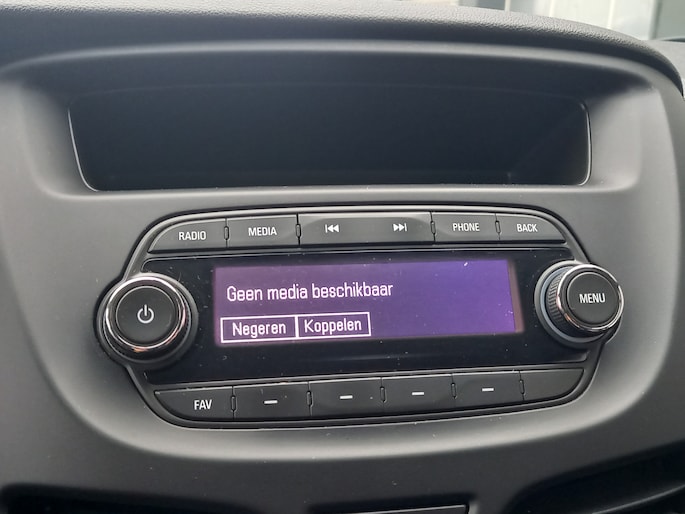 RADIO MEDIA PHONE BACK
Geen media beschikbaar
Negeren Koppelen
MENU
FAV